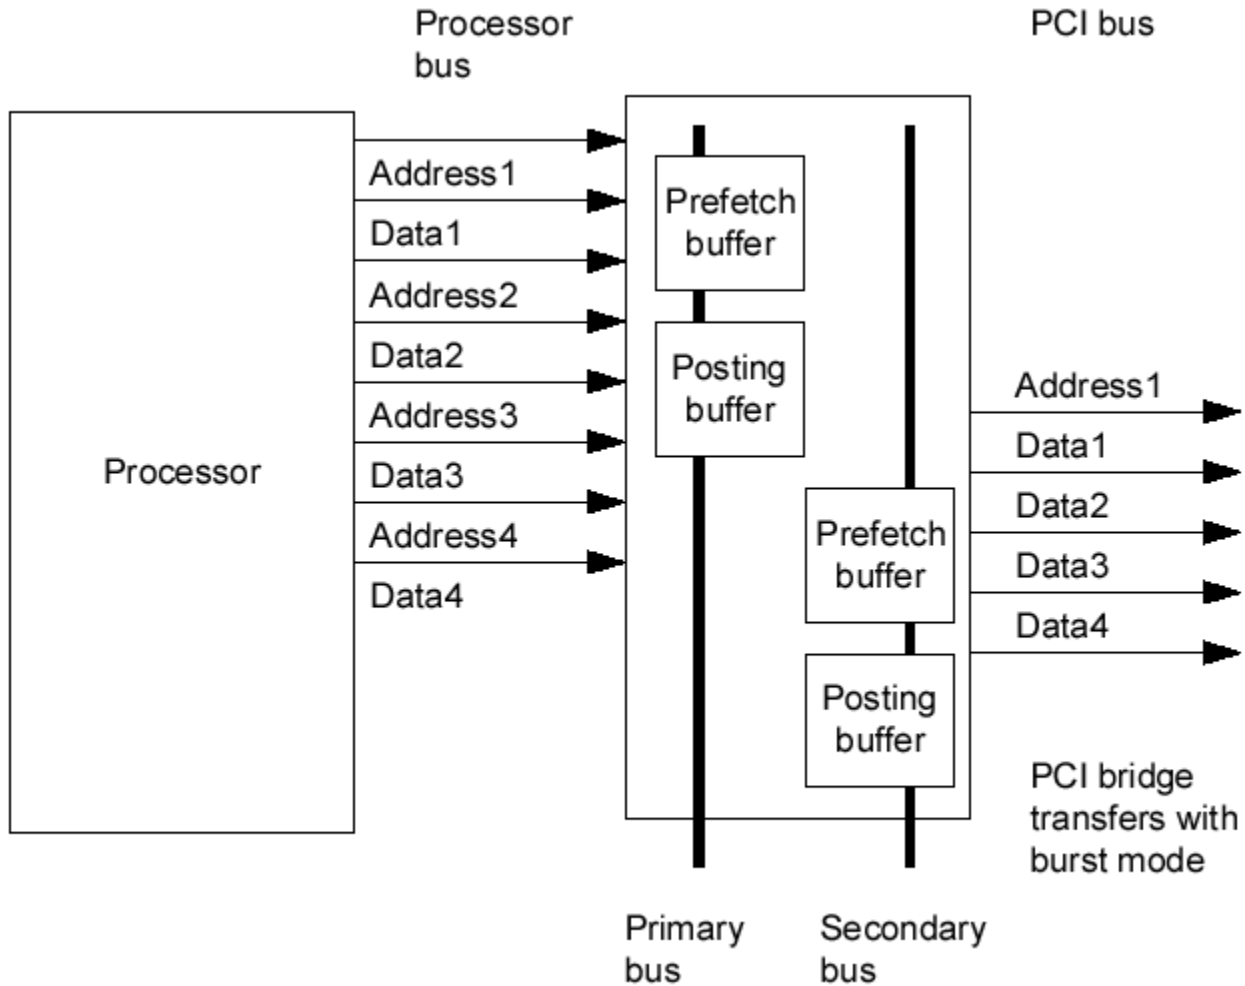 Processor
bus
PCI bus
Address1
Data1
Address2
Data2
Address3
Data3
Address4
Data4
Processor
Prefetch
buffer
Posting
buffer
Prefetch
buffer
Posting
buffer
Address1
Data1
Data2
Data3
Data4
PCI bridge
transfers with
burst mode
Primary
bus
Secondary
bus